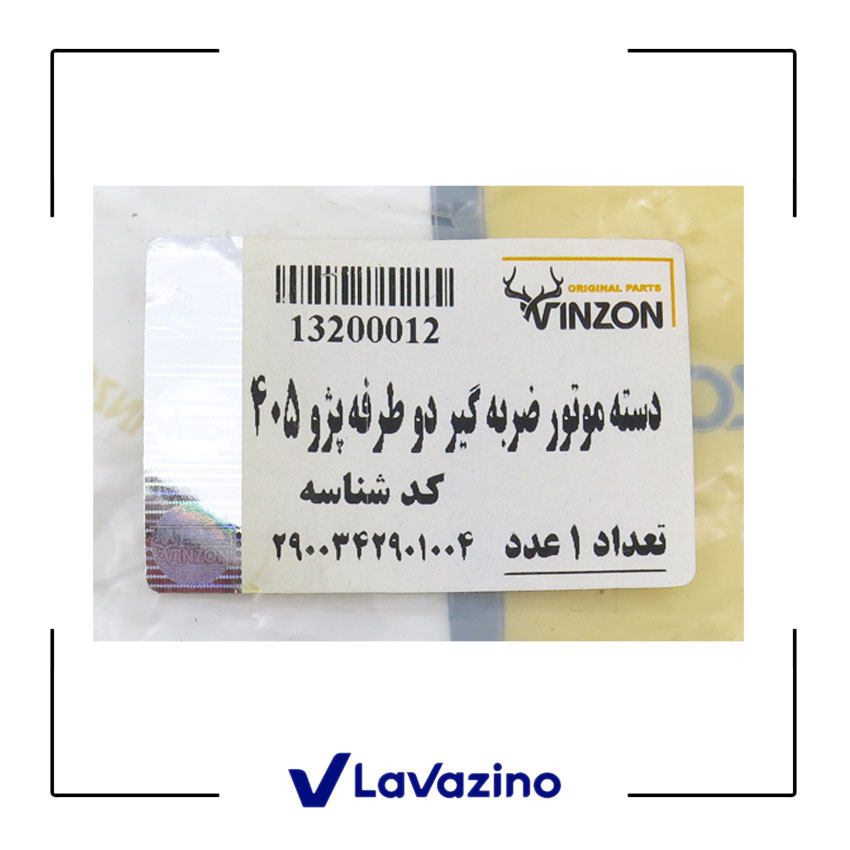 ORIGINAL PARTS
VINZON
13200012
دسته موتور ضربه گیر دو طرفه پژو ۴۰۵
کد شناسه
تعداد ۱ عدد
۲۹۰۰۳۴۲۹۰۱۰۰۴
VINZON
LaVazino